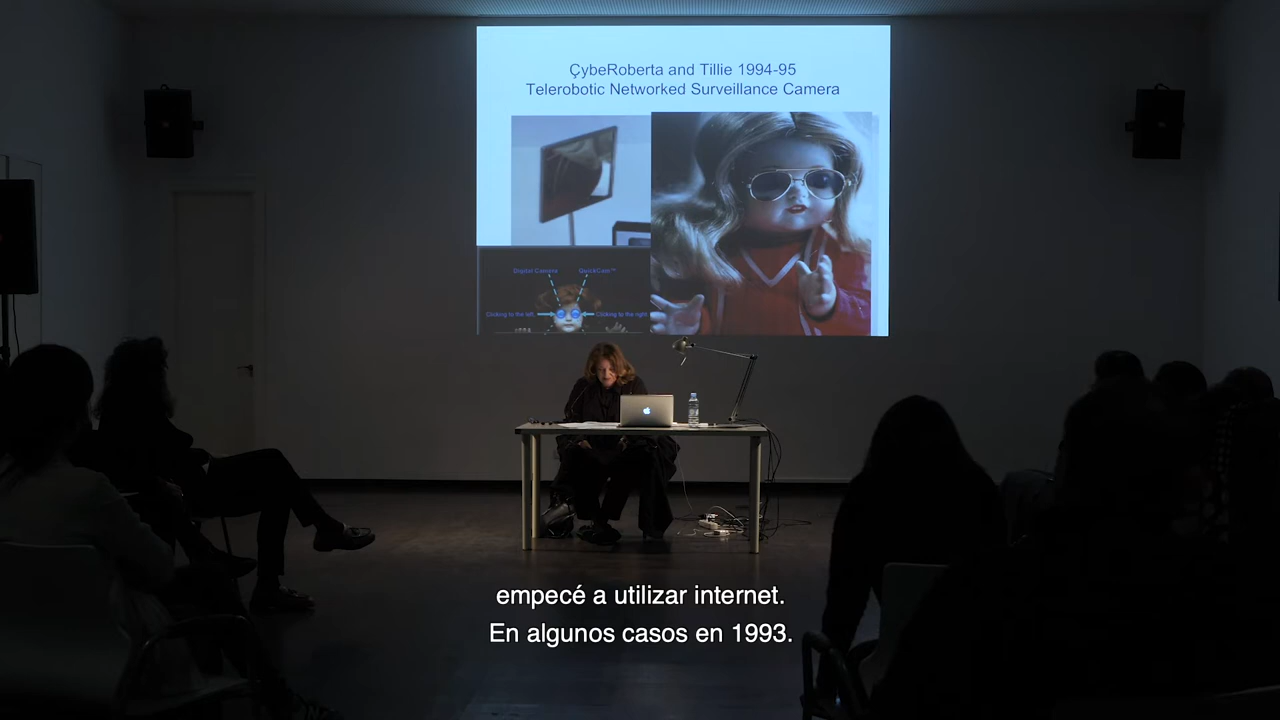 ÇybeRoberta and Tillie 1994-95
Telerobotic Networked Surveillance Camera
Digital Camera
QuickCam™
Clicking to the left
Clicking to the right
1994
empecé a utilizar internet.
En algunos casos en 1993.